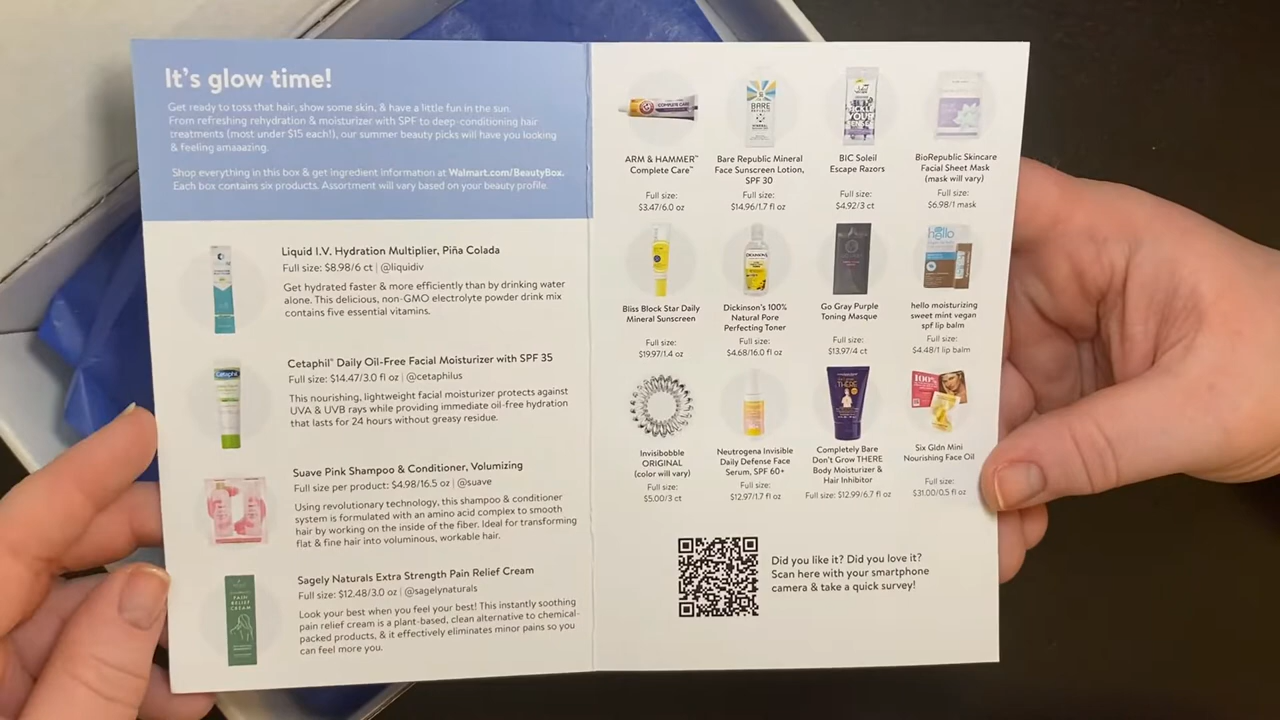 It's glow time!
Get ready to toss that hair, show some skin, & have a little fun in the sun.
From refreshing rehydration & moisturizer with SPF to deep-conditioning hair
treatments (most under $15 each!), our summer beauty picks will have you looking
& feeling amaaazing.
Shop everything in this box & get ingredient information at Walmart.com/BeautyBox.
Each box contains six products. Assortment will vary based on your beauty profile.
Liquid I.V. Hydration Multiplier, Piña Colada
Full size: $8.98/6 ct | @liquidiv
Get hydrated faster & more efficiently than by drinking water
alone. This delicious, non-GMO electrolyte powder drink mix
contains five essential vitamins.
Cetaphil
Cetaphil® Daily Oil-Free Facial Moisturizer with SPF 35
Full size: $14.47/3.0 fl oz | @cetaphilus
This nourishing, lightweight facial moisturizer protects against
UVA & UVB rays while providing immediate oil-free hydration
that lasts for 24 hours without greasy residue.
Suave Pink Shampoo & Conditioner, Volumizing
Full size per product: $4.98/16.5 oz | @suave
Using revolutionary technology, this shampoo & conditioner
system is formulated with an amino acid complex to smooth
hair by working on the inside of the fiber. Ideal for transforming
flat & fine hair into voluminous, workable hair.
PAIN
RELIEF
CREAM
Sagely Naturals Extra Strength Pain Relief Cream
Full size: $12.48/3.0 oz | @sagelynaturals
Look your best when you feel your best! This instantly soothing
pain relief cream is a plant-based, clean alternative to chemical-
packed products, & it effectively eliminates minor pains so you
can feel more you.
COMPLETE CARE
ARM & HAMMER™
Complete Care™
Full size:
$3.47/6.0 oz
BARE
REPUBLIC
Bare Republic Mineral
Face Sunscreen Lotion,
SPF 30
Full size:
$14.96/1.7 fl oz
TICKLE
YOUR
SENSES
BIC Soleil
Escape Razors
Full size:
$4.92/3 ct
BioRepublic Skincare
Facial Sheet Mask
(mask will vary)
Full size:
$6.98/1 mask
Bliss Block Star Daily
Mineral Sunscreen
Full size:
$19.97/1.4 oz
DICKINSON'S
Dickinson's 100%
Natural Pore
Perfecting Toner
Full size:
$4.68/16.0 fl oz
Go Gray Purple
Toning Masque
Full size:
$13.97/4 ct
hello
hello moisturizing
sweet mint vegan
spf lip balm
Full size:
$4.48/1 lip balm
Invisibobble
ORIGINAL
(color will vary)
Full size:
$5.00/3 ct
Neutrogena Invisible
Daily Defense Face
Serum, SPF 60+
Full size:
$12.97/1.7 fl oz
THERE
Completely Bare
Don't Grow THERE
Body Moisturizer &
Hair Inhibitor
Full size: $12.99/6.7 fl oz
100%
Six Gldn Mini
Nourishing Face Oil
Full size:
$31.00/0.5 fl oz
Did you like it? Did you love it?
Scan here with your smartphone
camera & take a quick survey!